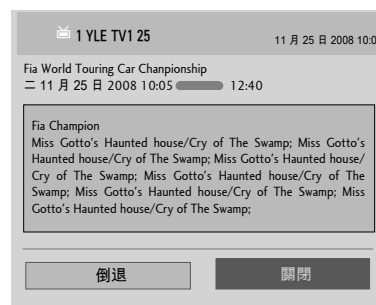 1 YLE TV1 25
11 月 25 日 2008 10:0
Fia World Touring Car Chanpionship
二 11 月 25 日 2008 10:05 12:40
Fia Champion
Miss Gotto's Haunted house/Cry of The Swamp; Miss Gotto's
Haunted house/Cry of The Swamp; Miss Gotto's Haunted house/
Cry of The Swamp; Miss Gotto's Haunted house/Cry of The
Swamp; Miss Gotto's Haunted house/Cry of The Swamp; Miss
Gotto's Haunted house/Cry of The Swamp;
倒退
關閉